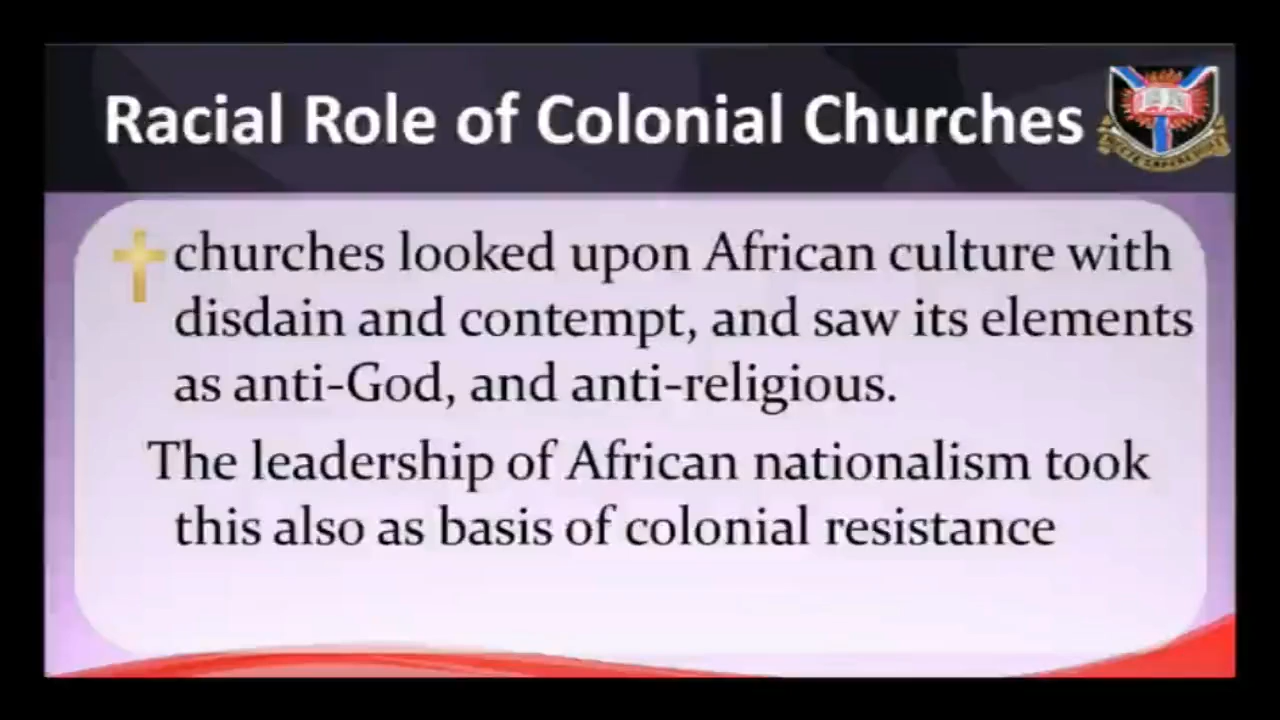 Racial Role of Colonial Churches
churches looked upon African culture with
disdain and contempt, and saw its elements
as anti-God, and anti-religious.
The leadership of African nationalism took
this also as basis of colonial resistance